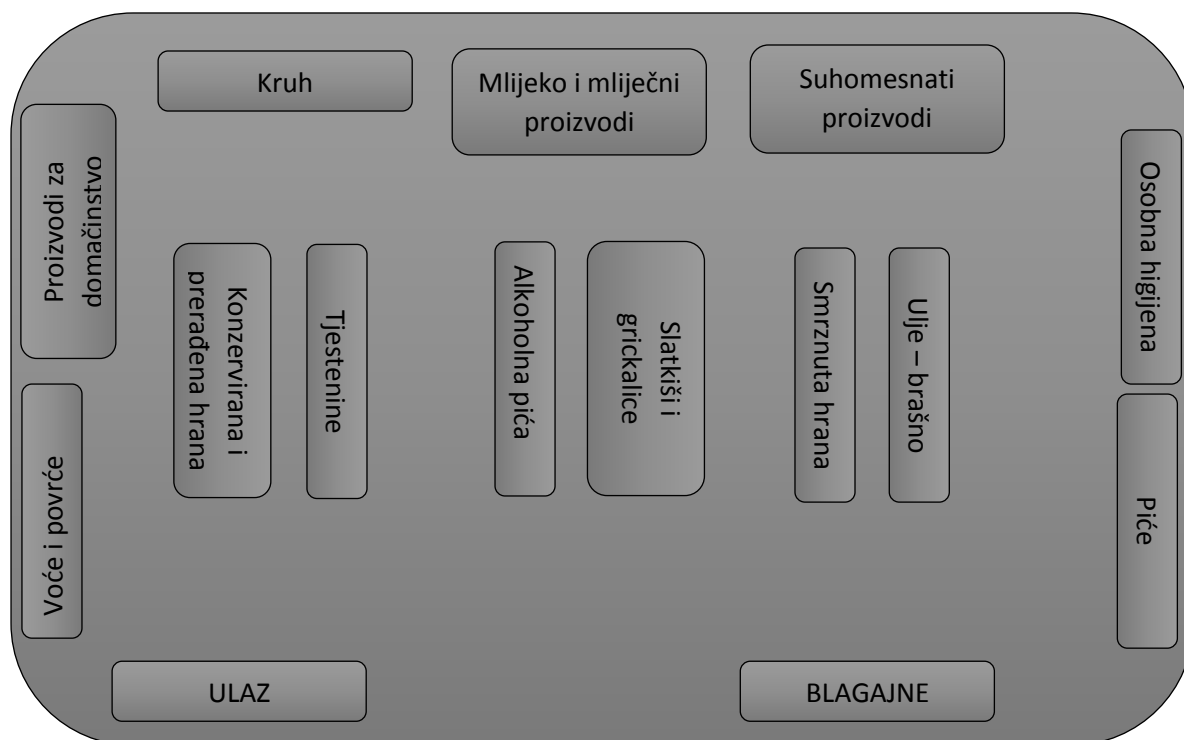 Kruh
Mlijeko i mliječni
proizvodi
Suhomesnati
proizvodi
Proizvodi za
domačinstvo
Osobna higijena
Konzervirana i
prerađena hrana
Tjestenine
Alkoholna pića
Slatkiši i
grickalice
Smrznuta hrana
Ulje – brašno
Voće i povrće
Piće
ULAZ
BLAGAJNE